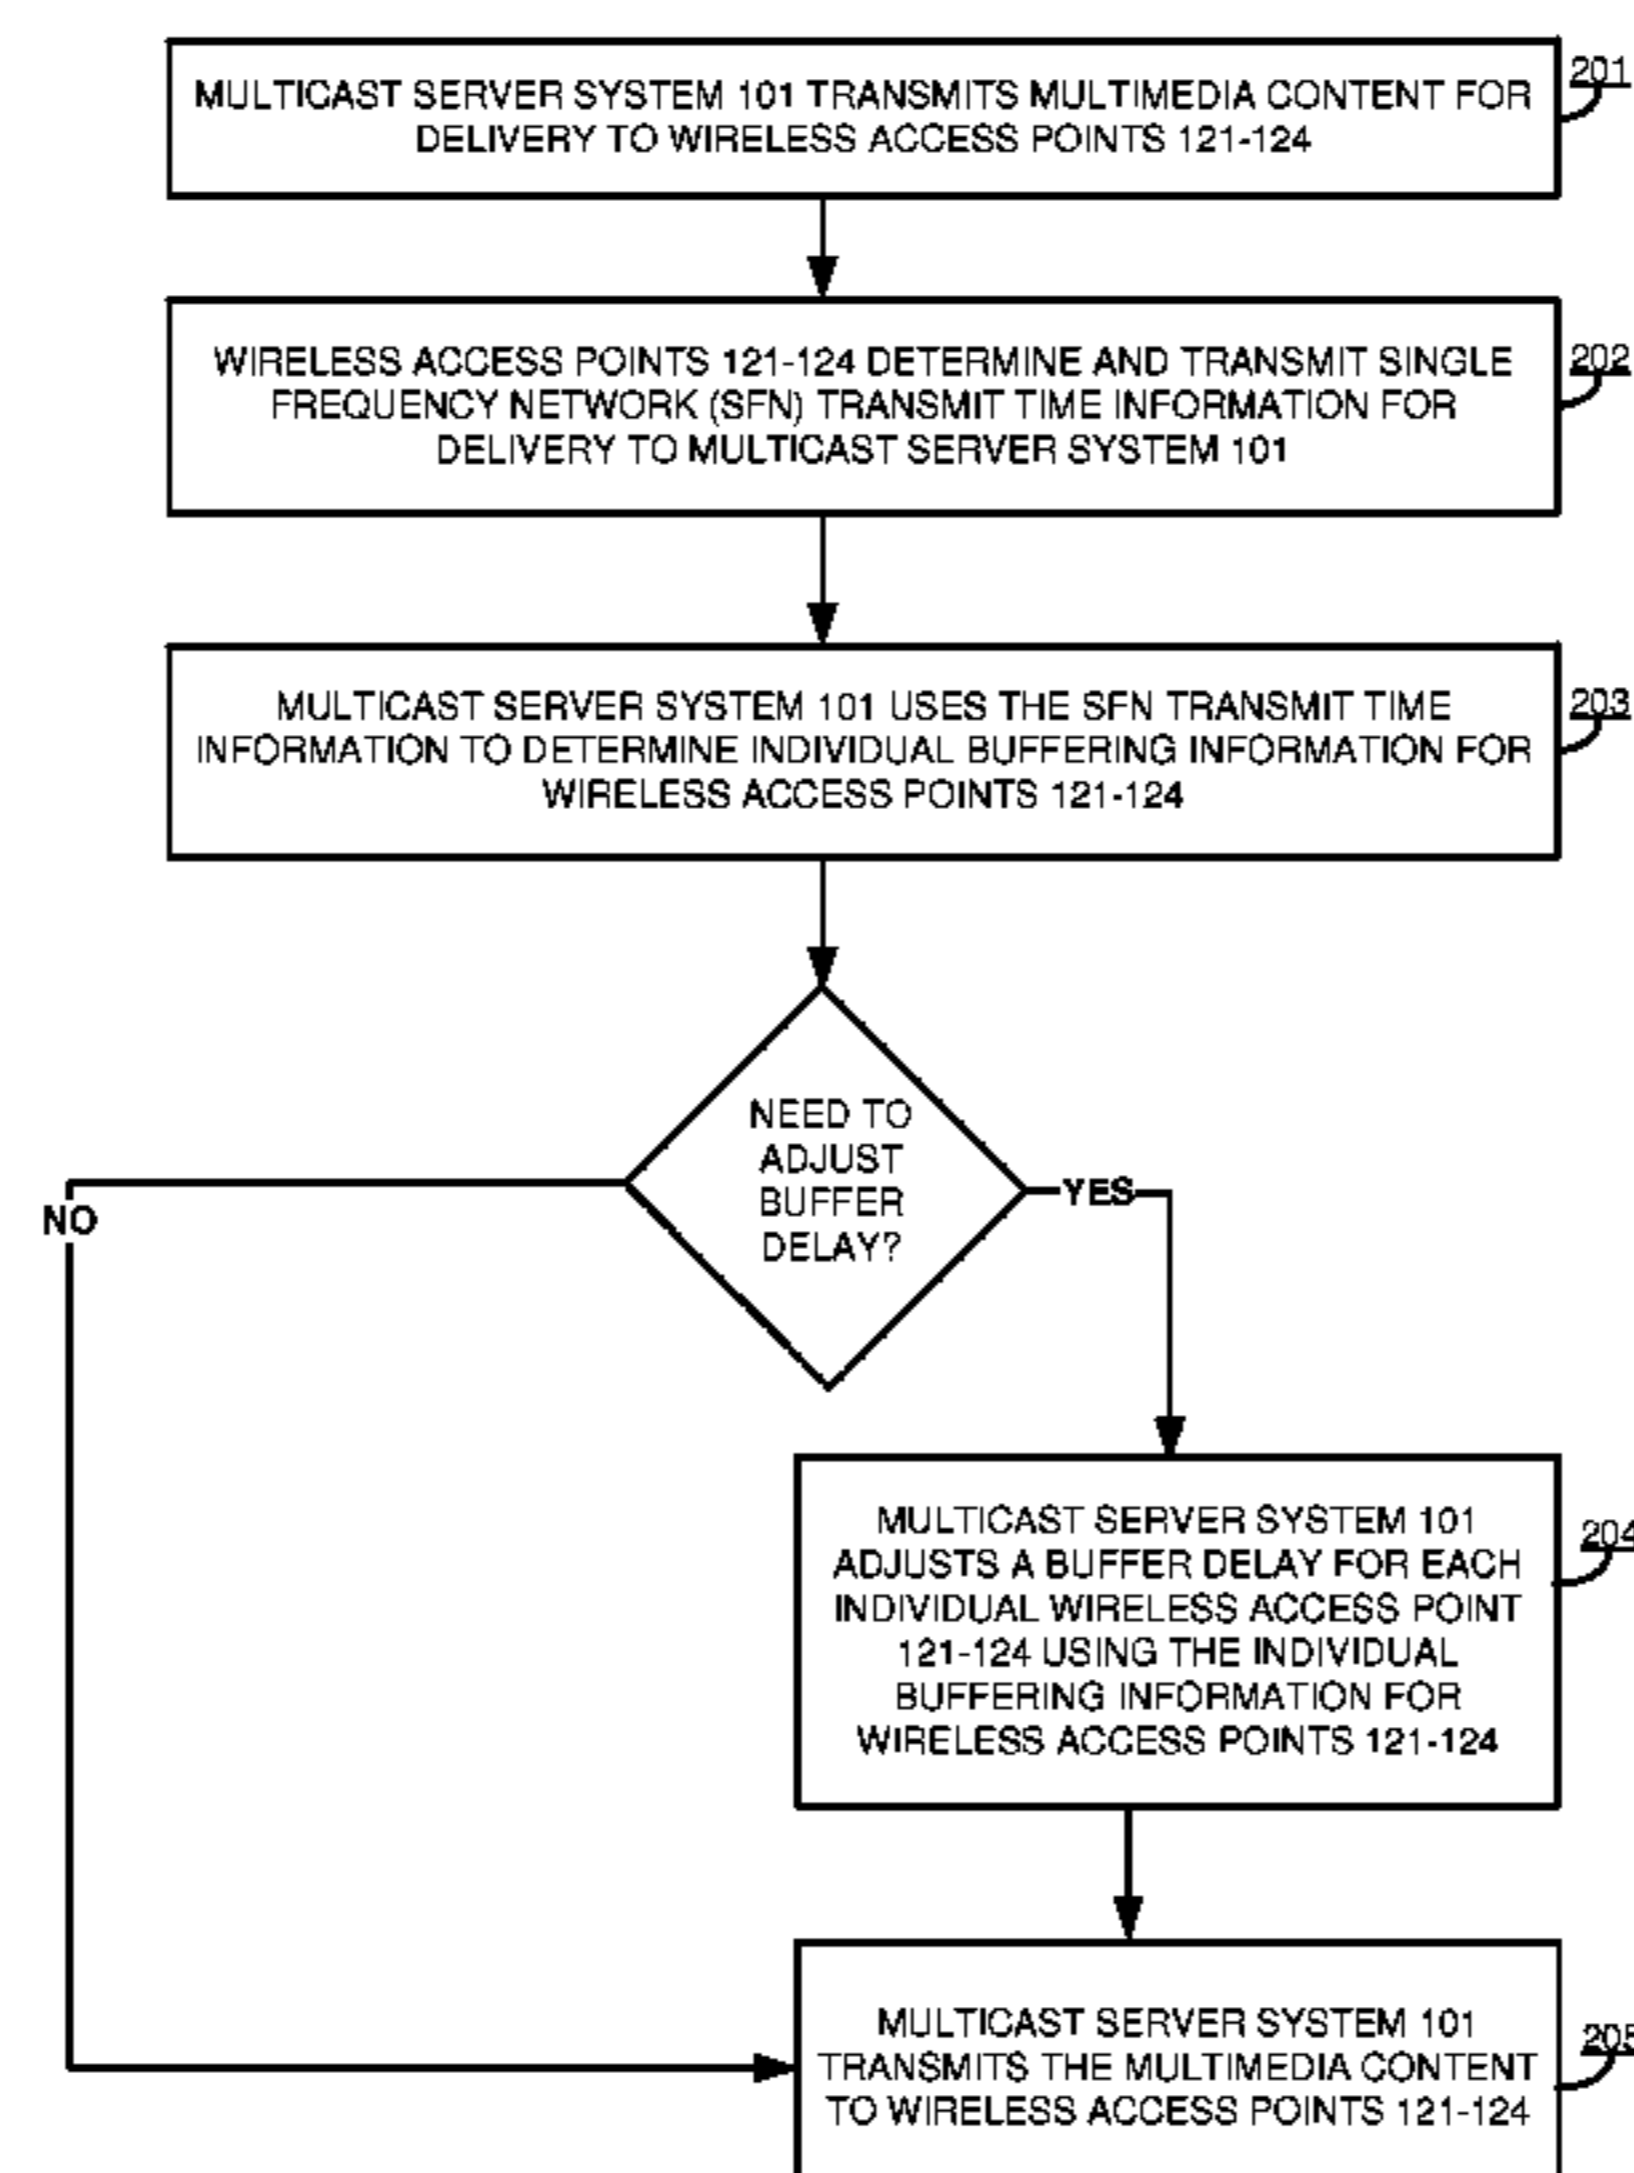 MULTICAST SERVER SYSTEM 101 TRANSMITS MULTIMEDIA CONTENT FOR
DELIVERY TO WIRELESS ACCESS POINTS 121-124
201
WIRELESS ACCESS POINTS 121-124 DETERMINE AND TRANSMIT SINGLE
FREQUENCY NETWORK (SFN) TRANSMIT TIME INFORMATION FOR
DELIVERY TO MULTICAST SERVER SYSTEM 101
202
MULTICAST SERVER SYSTEM 101 USES THE SFN TRANSMIT TIME
INFORMATION TO DETERMINE INDIVIDUAL BUFFERING INFORMATION FOR
WIRELESS ACCESS POINTS 121-124
203
NEED TO
ADJUST
BUFFER
DELAY?
NO
YES
MULTICAST SERVER SYSTEM 101
ADJUSTS A BUFFER DELAY FOR EACH
INDIVIDUAL WIRELESS ACCESS POINT
121-124 USING THE INDIVIDUAL
BUFFERING INFORMATION FOR
WIRELESS ACCESS POINTS 121-124
204
MULTICAST SERVER SYSTEM 101
TRANSMITS THE MULTIMEDIA CONTENT
TO WIRELESS ACCESS POINTS 121-124
205